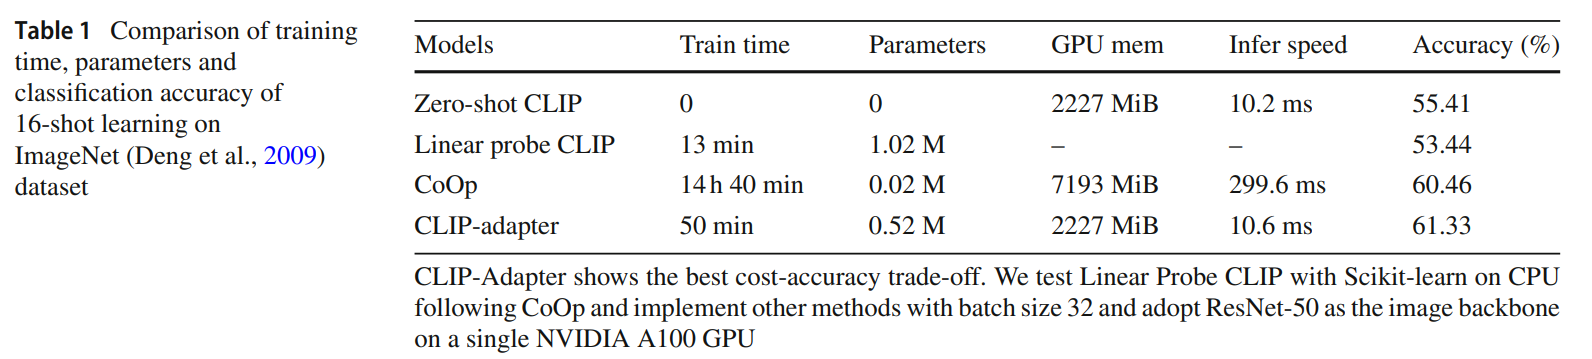 Table 1 Comparison of training
time, parameters and
classification accuracy of
16-shot learning on
ImageNet (Deng et al., 2009)
dataset
Models Train time Parameters GPU mem Infer speed Accuracy (%)
Zero-shot CLIP 0 0 2227 MiB 10.2 ms 55.41
Linear probe CLIP 13 min 1.02 M – – 53.44
CoOp 14 h 40 min 0.02 M 7193 MiB 299.6 ms 60.46
CLIP-adapter 50 min 0.52 M 2227 MiB 10.6 ms 61.33
CLIP-Adapter shows the best cost-accuracy trade-off. We test Linear Probe CLIP with Scikit-learn on CPU
following CoOp and implement other methods with batch size 32 and adopt ResNet-50 as the image backbone
on a single NVIDIA A100 GPU